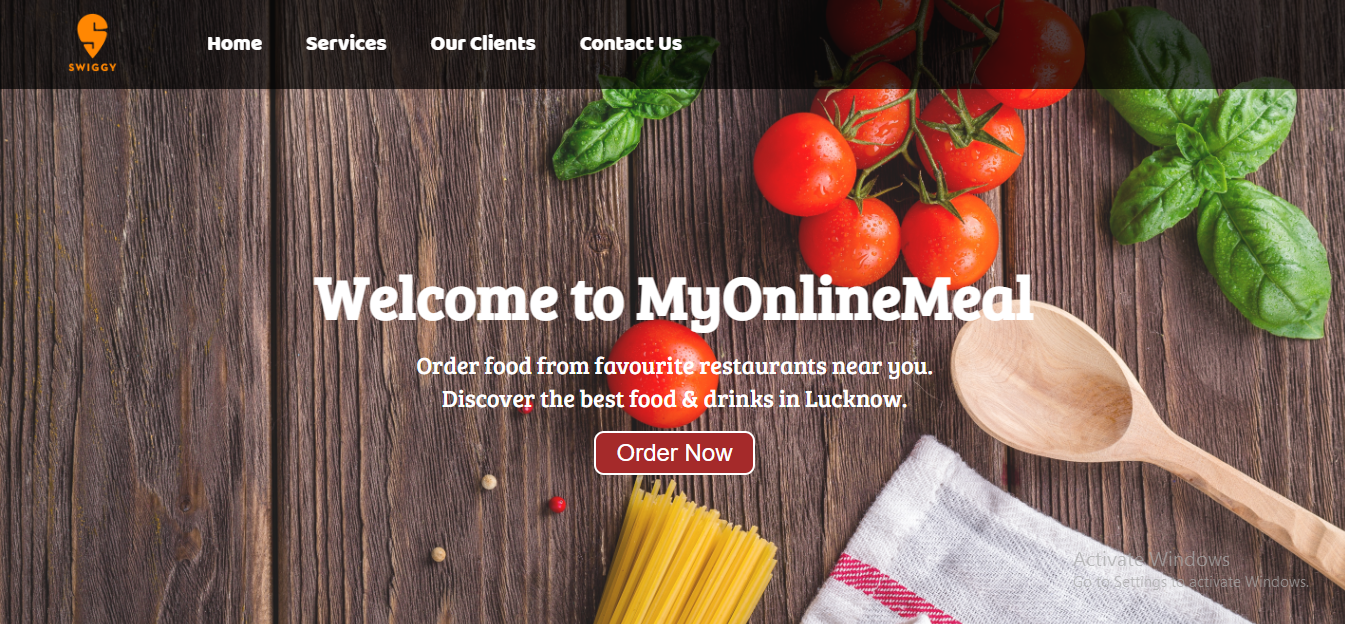 SWIGGY
Home Services Our Clients Contact Us
Welcome to MyOnlineMeal
Order food from favourite restaurants near you.
Discover the best food & drinks in Lucknow.
Order Now
Activate Windows
Go to Settings to activate Windows.